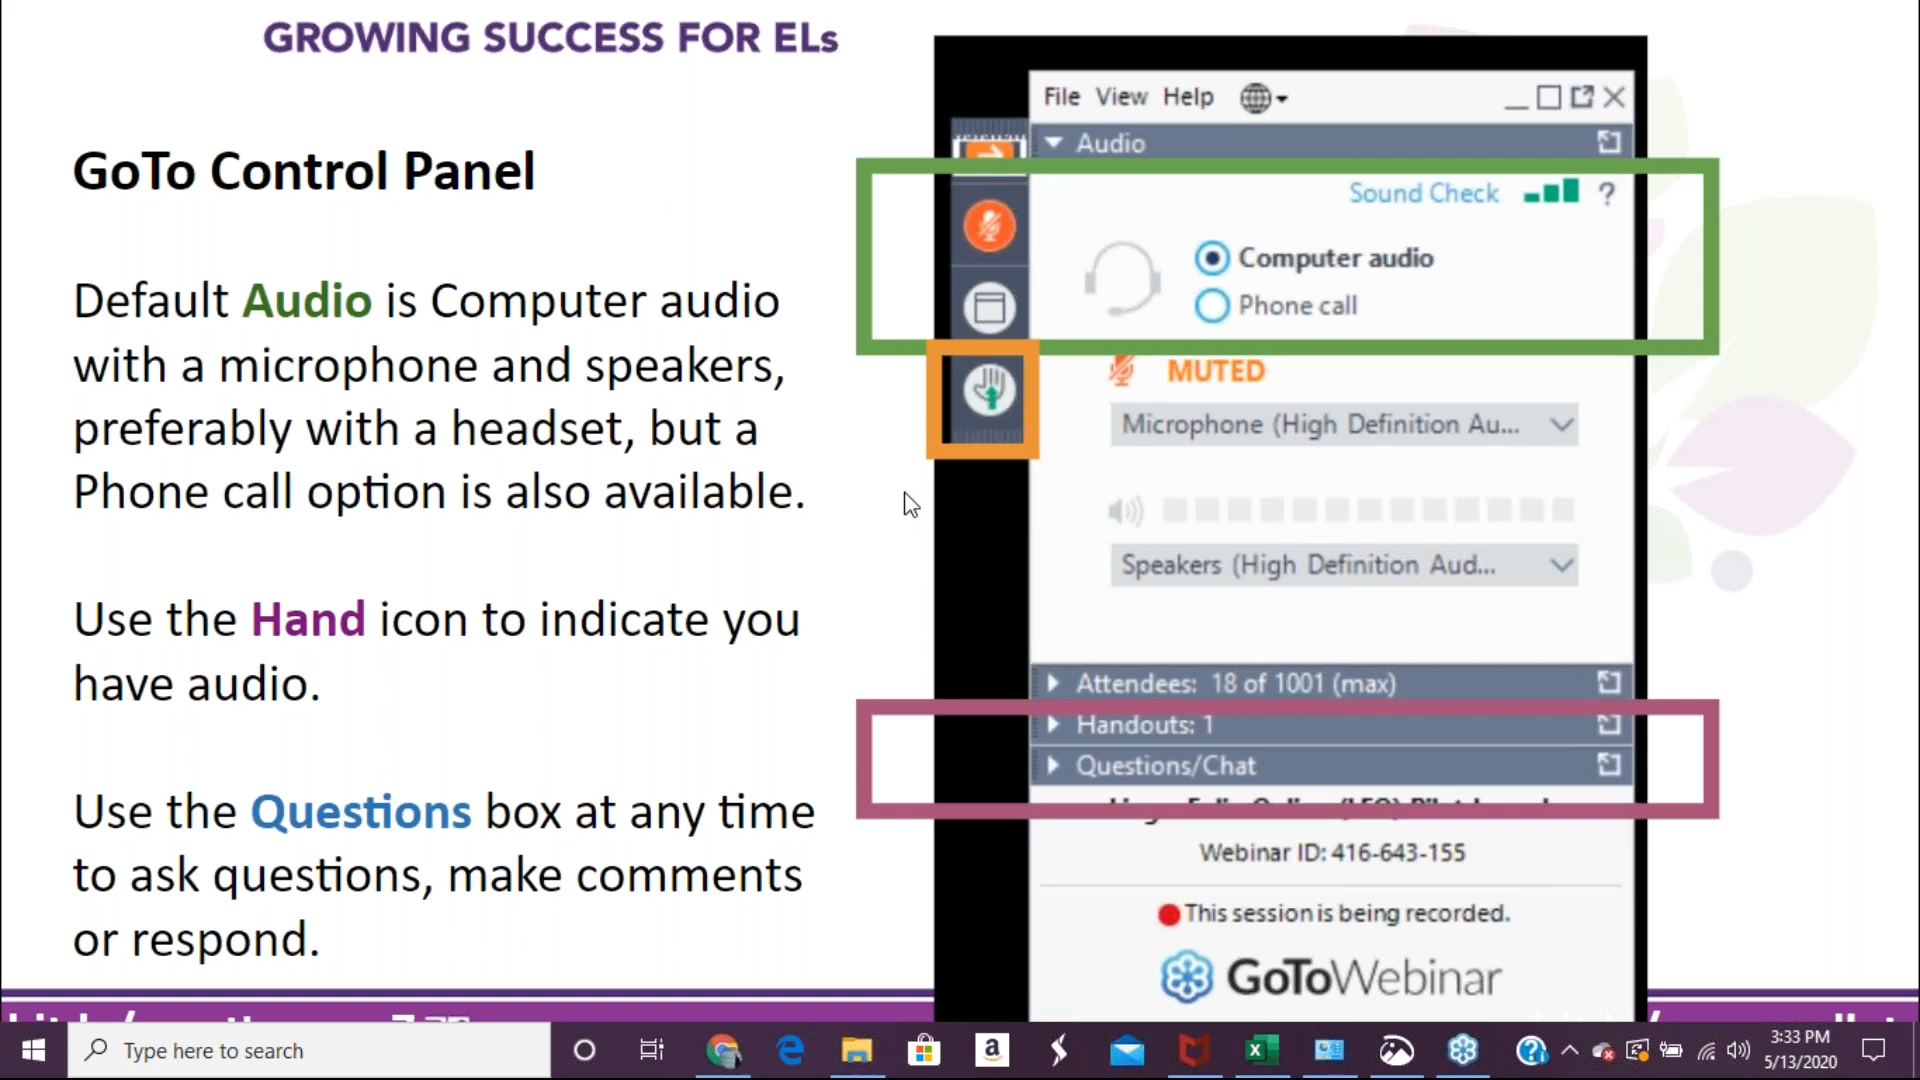 GROWING SUCCESS FOR ELs
GoTo Control Panel
Default Audio is Computer audio
with a microphone and speakers,
preferably with a headset, but a
Phone call option is also available.
Use the Hand icon to indicate you
have audio.
Use the Questions box at any time
to ask questions, make comments
or respond.
File View Help
Audio
Sound Check ?
Computer audio
Phone call
MUTED
Microphone (High Definition Au...
Speakers (High Definition Aud...
Attendees: 18 of 1001 (max)
Handouts: 1
Questions/Chat
Webinar ID: 416-643-155
This session is being recorded.
GoToWebinar
Type here to search
3:33 PM
5/13/2020